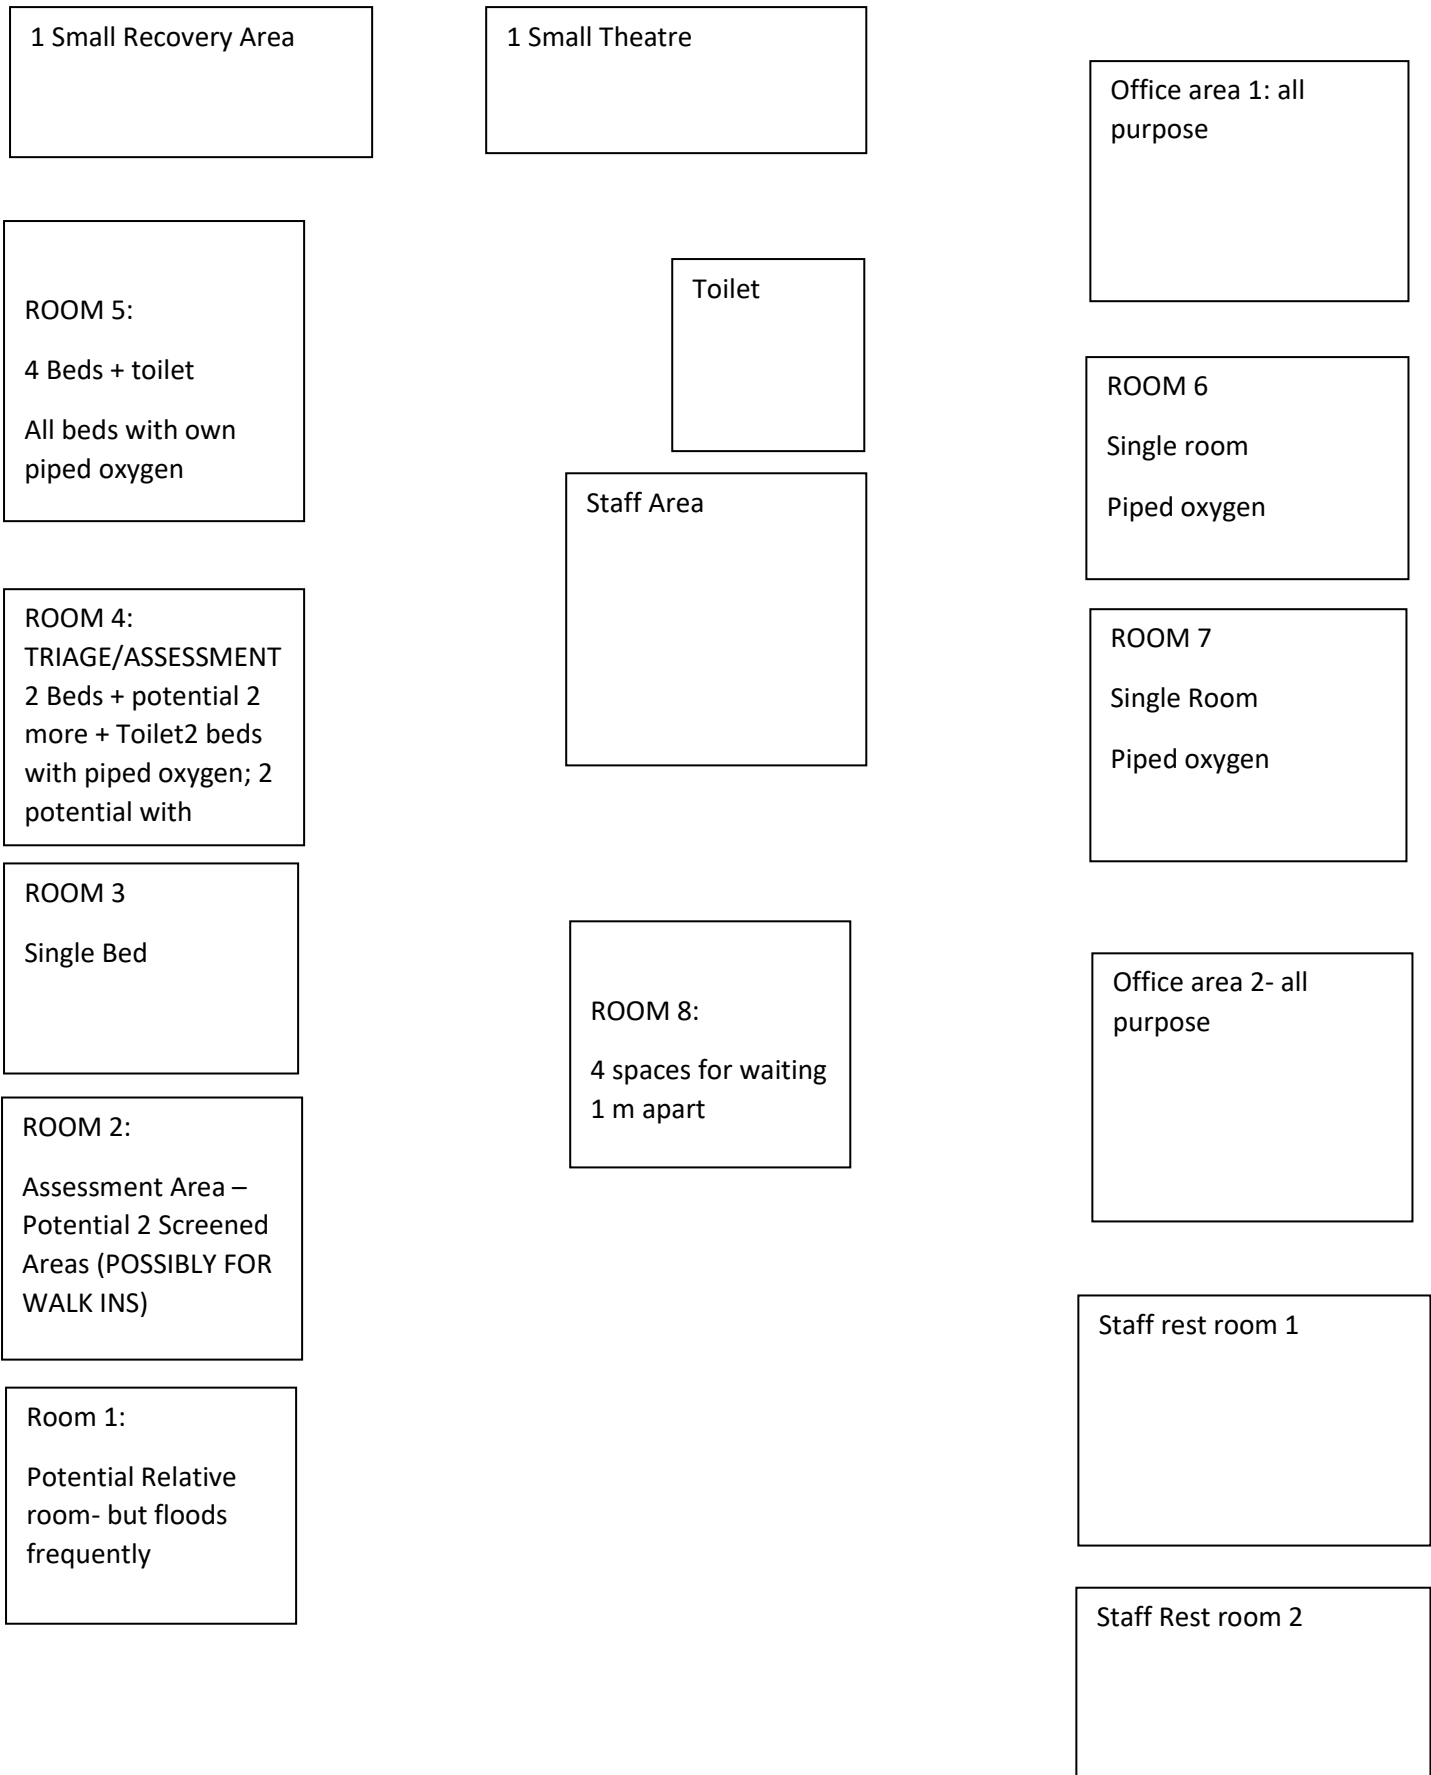 1 Small Recovery Area
1 Small Theatre
Office area 1: all
purpose
ROOM 5:
4 Beds + toilet
All beds with own
piped oxygen
Toilet
ROOM 6
Single room
Piped oxygen
Staff Area
ROOM 4:
TRIAGE/ASSESSMENT
2 Beds + potential 2
more + Toilet2 beds
with piped oxygen; 2
potential with
ROOM 7
Single Room
Piped oxygen
ROOM 3
Single Bed
ROOM 8:
4 spaces for waiting
1 m apart
Office area 2- all
purpose
ROOM 2:
Assessment Area –
Potential 2 Screened
Areas (POSSIBLY FOR
WALK INS)
Staff rest room 1
Room 1:
Potential Relative
room- but floods
frequently
Staff Rest room 2